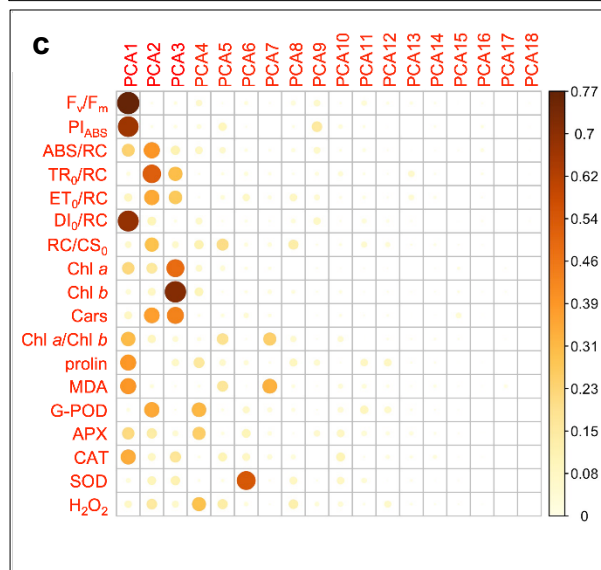 c
PCA1 PCA2 PCA3 PCA4 PCA5 PCA6 PCA7 PCA8 PCA9 PCA10 PCA11 PCA12 PCA13 PCA14 PCA15 PCA16 PCA17 PCA18
Fv/Fm
PIABS
ABS/RC
TR0/RC
ET0/RC
DI0/RC
RC/CS0
Chl a
Chl b
Cars
Chl a/Chl b
prolin
MDA
G-POD
APX
CAT
SOD
H2O2
0.77
0.7
0.62
0.54
0.46
0.39
0.31
0.23
0.15
0.08
0